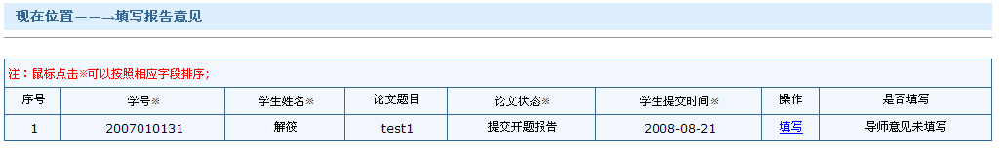 现在位置——→填写报告意见
注：鼠标点击※可以按照相应字段排序；
序号 学号※ 学生姓名※ 论文题目 论文状态※ 学生提交时间※ 操作 是否填写
1 2007010131 解筱 test1 提交开题报告 2008-08-21 填写 导师意见未填写